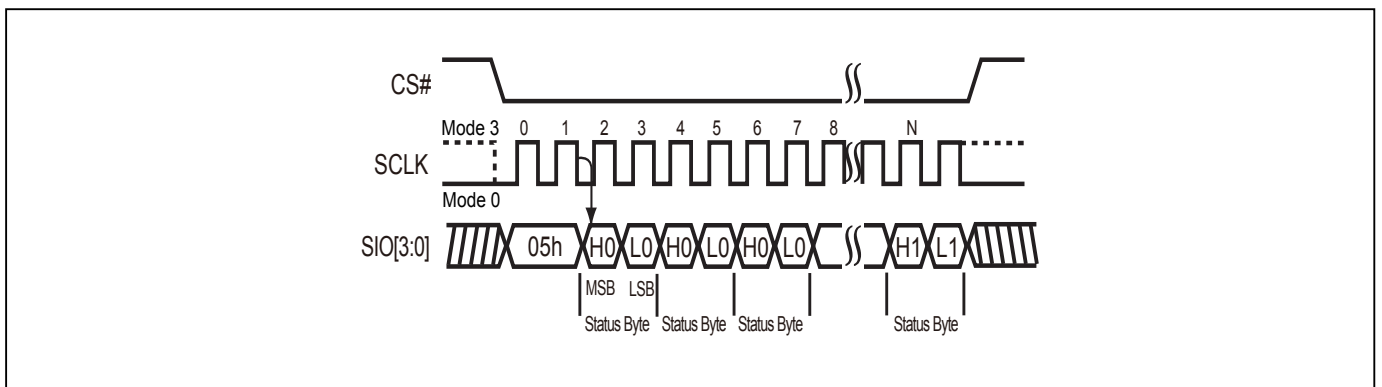 CS#
Mode 3 0 1 2 3 4 5 6 7 8 N
SCLK
Mode 0
SIO[3:0] 05h H0 L0 H0 L0 H0 L0 H1 L1
MSB LSB
Status Byte Status Byte Status Byte Status Byte